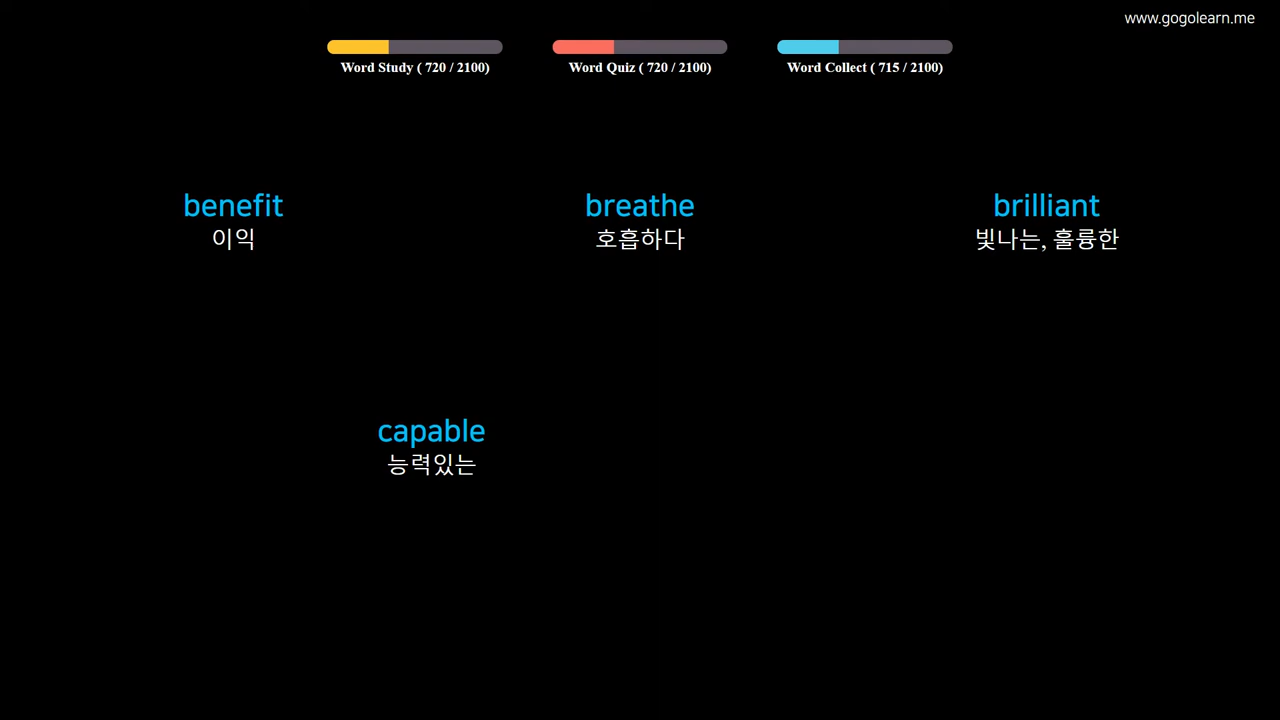 www.gogolearn.me
Word Study ( 720 / 2100)
Word Quiz ( 720 / 2100)
Word Collect ( 715 / 2100)
benefit
이익
breathe
호흡하다
brilliant
빛나는, 훌륭한
capable
능력있는